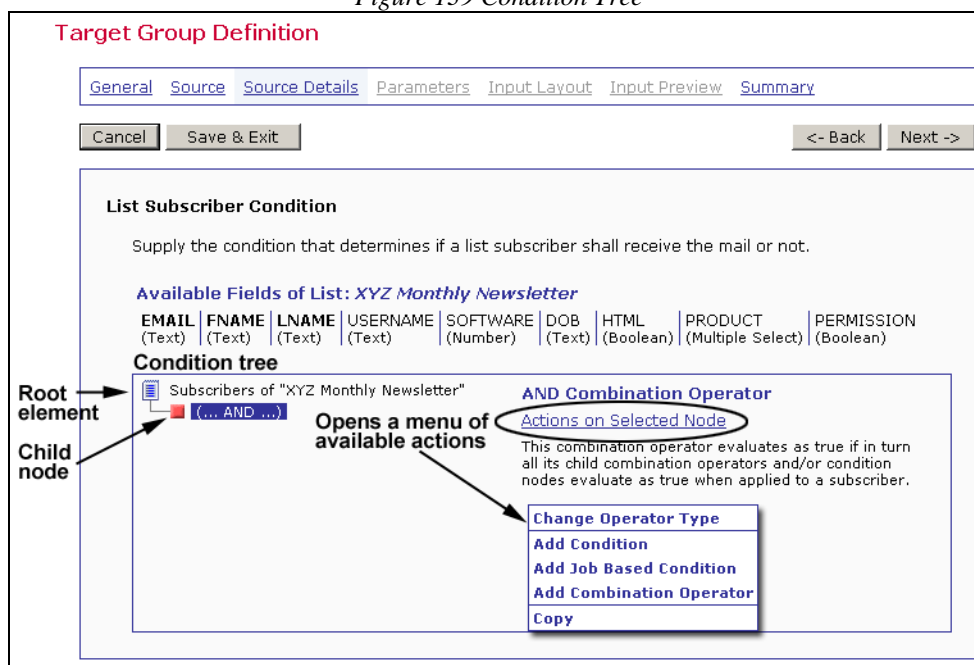 Figure 139 Condition Tree
Target Group Definition
General Source Source Details Parameters Input Layout Input Preview Summary
Cancel Save & Exit <- Back Next ->
List Subscriber Condition
Supply the condition that determines if a list subscriber shall receive the mail or not.
Available Fields of List: XYZ Monthly Newsletter
EMAIL FNAME LNAME USERNAME SOFTWARE DOB HTML PRODUCT PERMISSION
(Text) (Text) (Text) (Text) (Number) (Text) (Boolean) (Multiple Select) (Boolean)
Condition tree
Root element
Subscribers of "XYZ Monthly Newsletter"
(... AND ...)
Child node
Opens a menu of available actions
AND Combination Operator
Actions on Selected Node
This combination operator evaluates as true if in turn
all its child combination operators and/or condition
nodes evaluate as true when applied to a subscriber.
Change Operator Type
Add Condition
Add Job Based Condition
Add Combination Operator
Copy